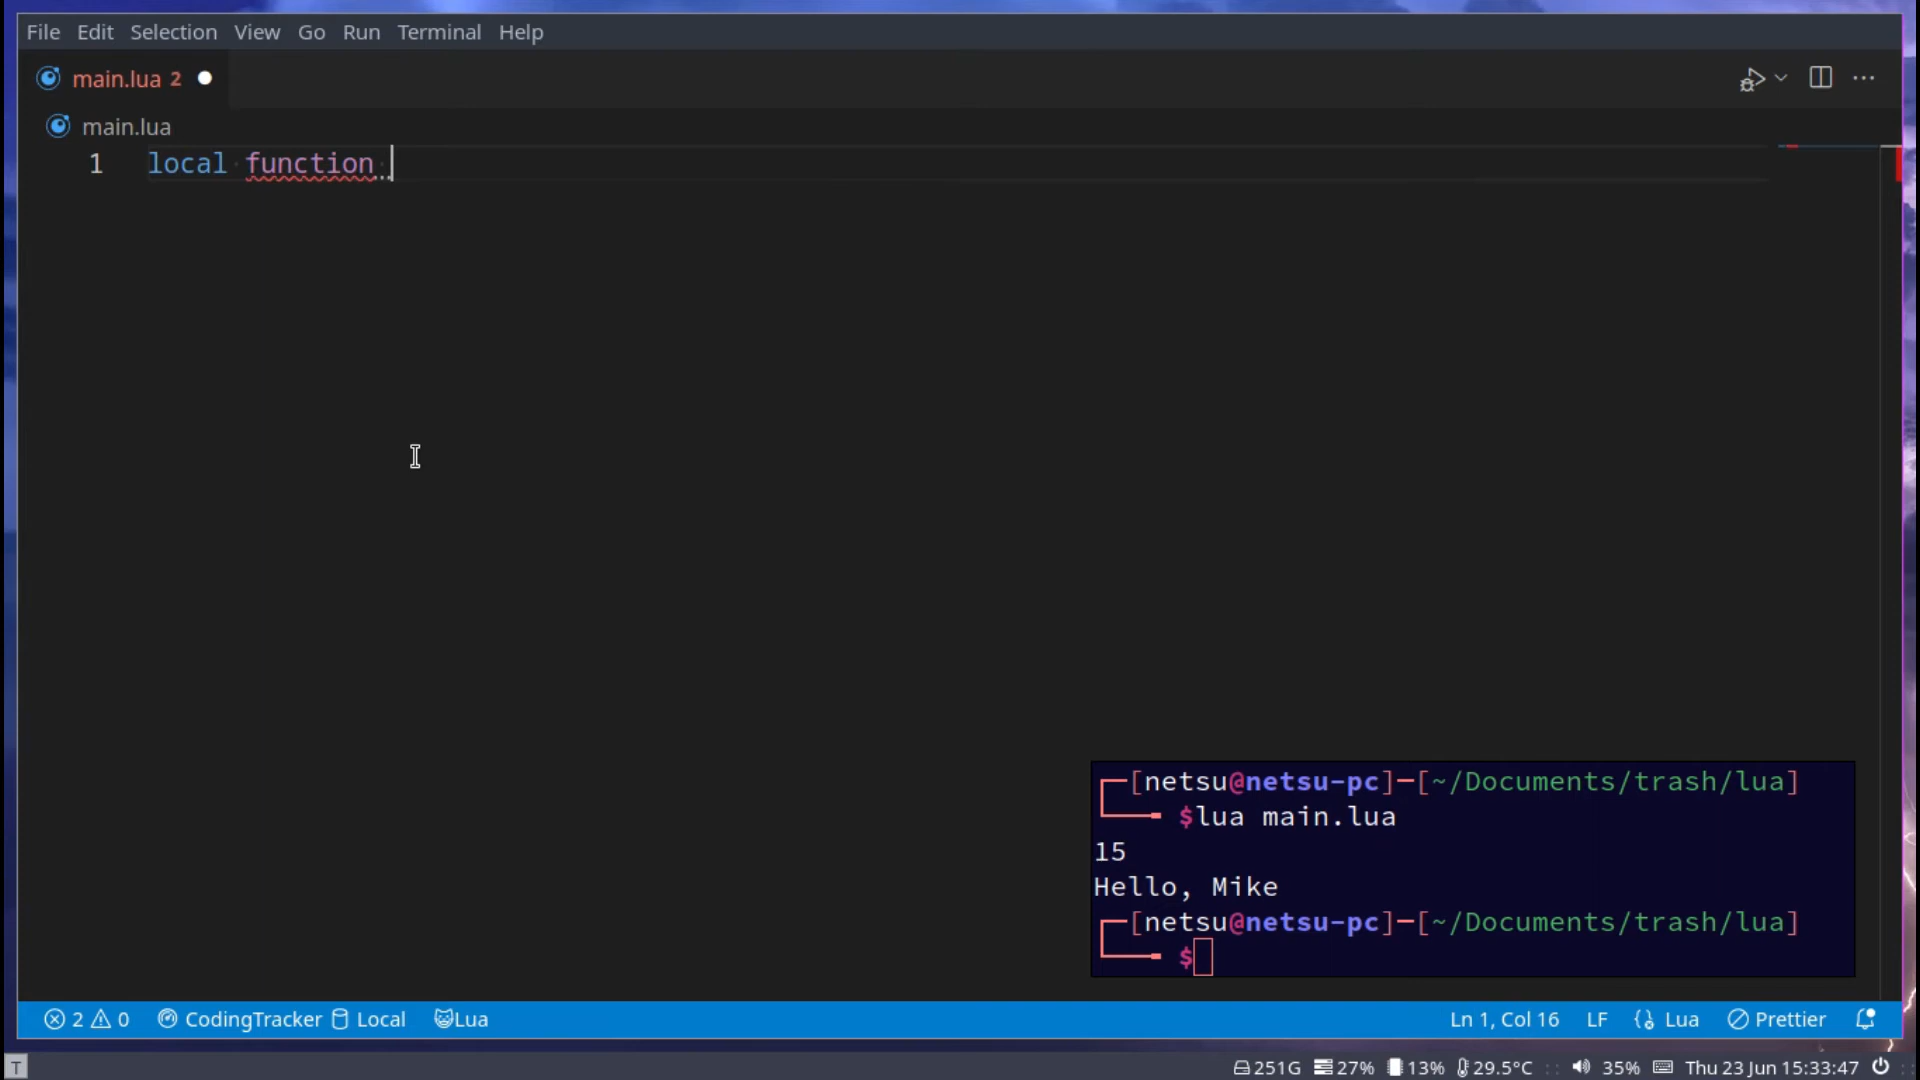 File Edit Selection View Go Run Terminal Help
main.lua 2
main.lua
1 local function
[netsu@netsu-pc]-[~/Documents/trash/lua]
$lua main.lua
15
Hello, Mike
[netsu@netsu-pc]-[~/Documents/trash/lua]
$
2 0 CodingTracker Local Lua Ln 1, Col 16 LF Lua Prettier
T 251G 27% 13% 29.5°C 35% Thu 23 Jun 15:33:47